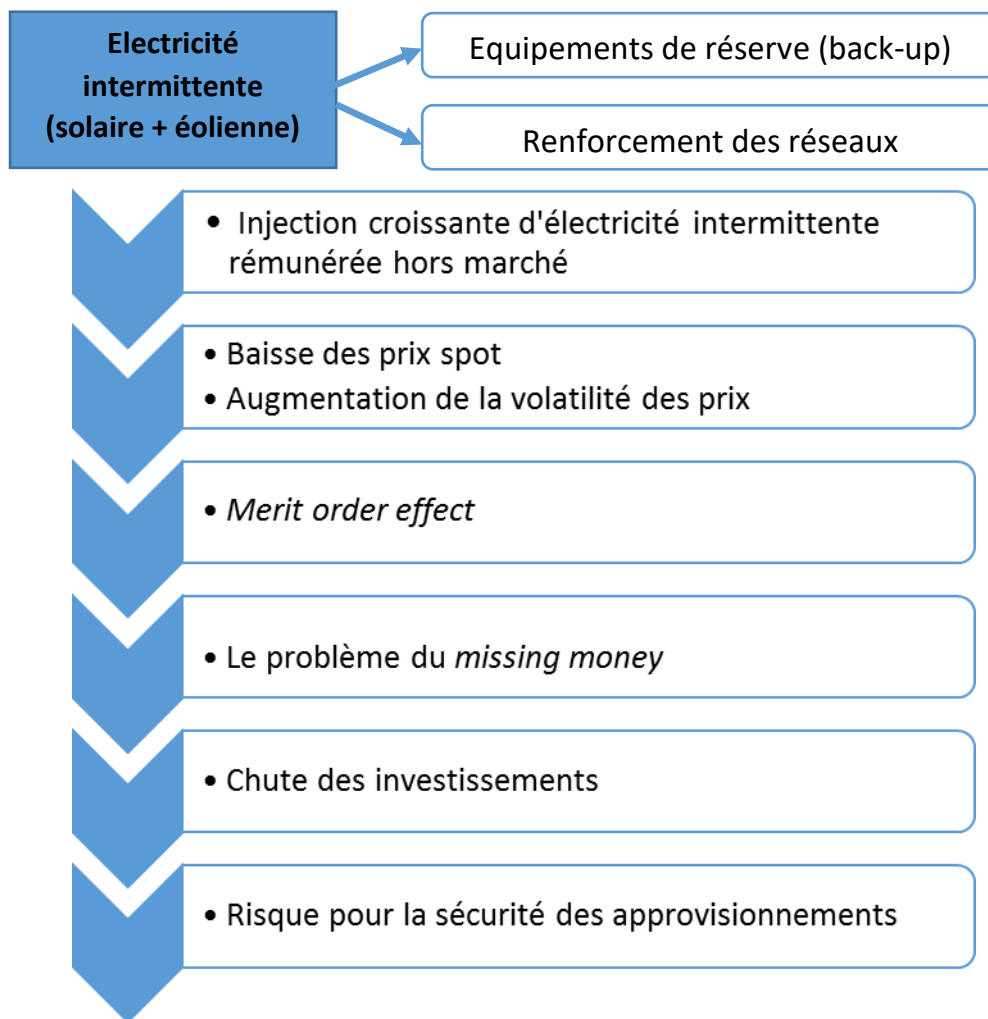 Electricité
intermittente
(solaire + éolienne)
Equipements de réserve (back-up)
Renforcement des réseaux
• Injection croissante d'électricité intermittente
rémunérée hors marché
• Baisse des prix spot
• Augmentation de la volatilité des prix
• Merit order effect
• Le problème du missing money
• Chute des investissements
• Risque pour la sécurité des approvisionnements